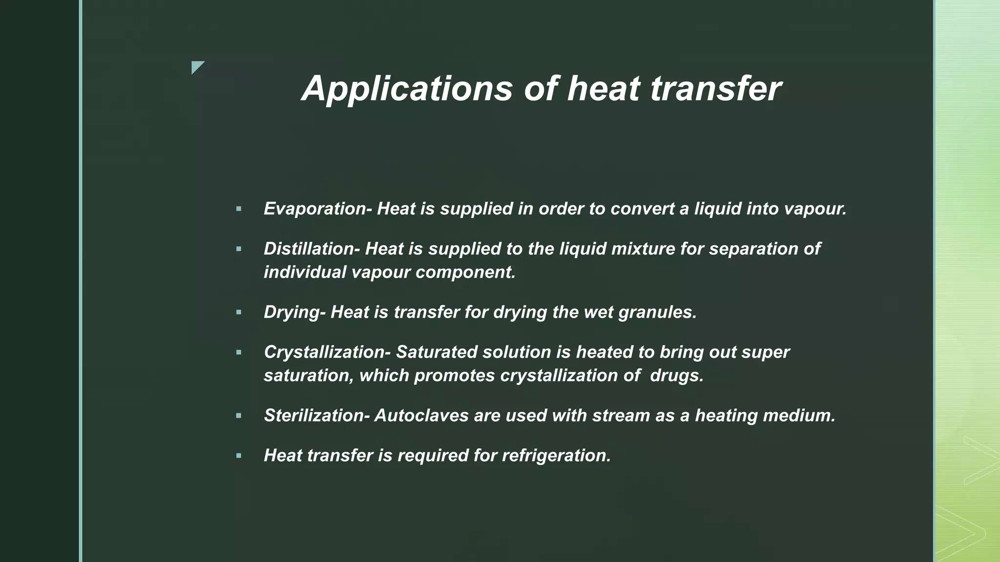 Applications of heat transfer
▪ Evaporation- Heat is supplied in order to convert a liquid into vapour.
▪ Distillation- Heat is supplied to the liquid mixture for separation of
individual vapour component.
▪ Drying- Heat is transfer for drying the wet granules.
▪ Crystallization- Saturated solution is heated to bring out super
saturation, which promotes crystallization of  drugs.
▪ Sterilization- Autoclaves are used with stream as a heating medium.
▪ Heat transfer is required for refrigeration.